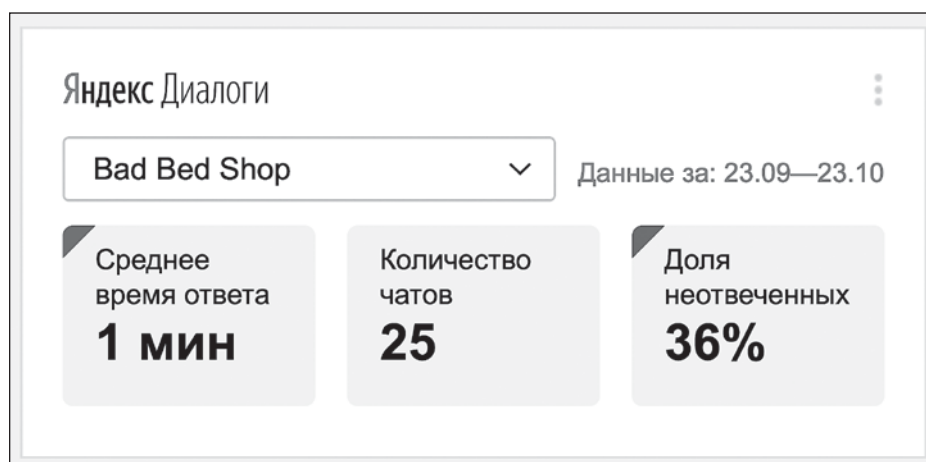 Яндекс Диалоги
Bad Bed Shop
Данные за: 23.09—23.10
Среднее
время ответа
1 мин
Количество
чатов
25
Доля
неотвеченных
36%